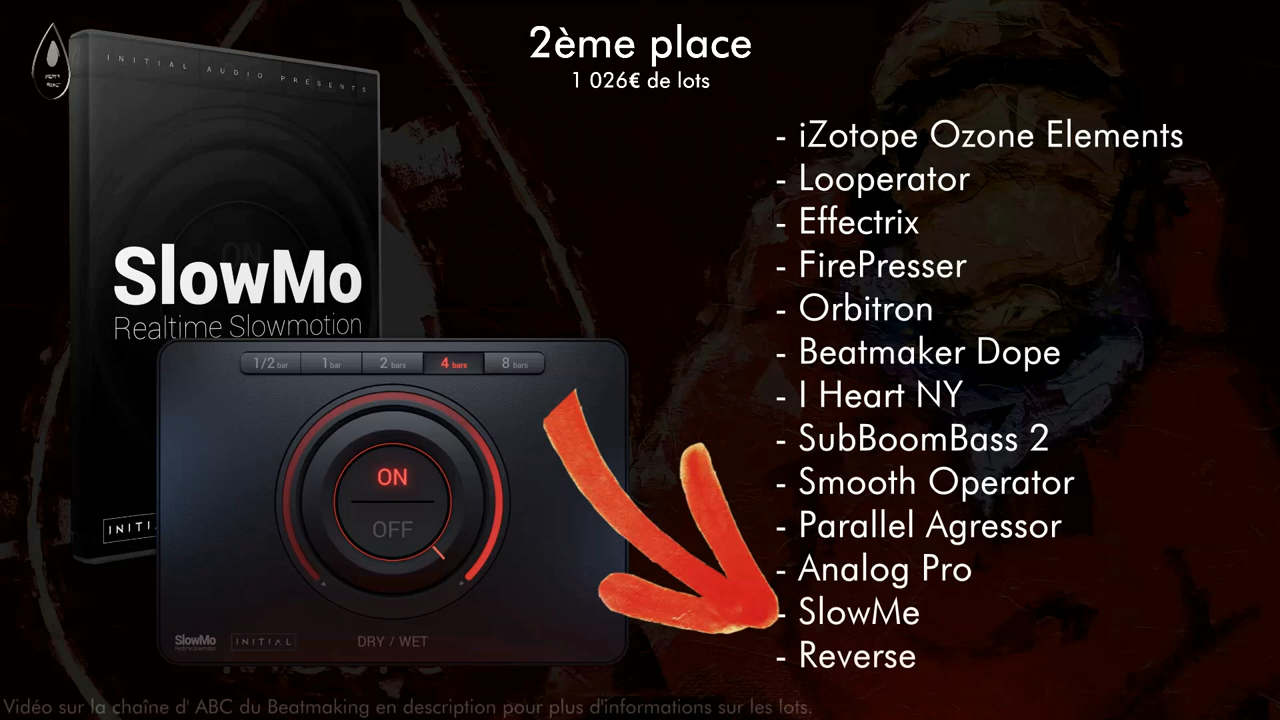 2ème place
1 026€ de lots
INITIAL AUDIO PRESENTS
SlowMo
Realtime Slowmotion
INITI
1/2 bar 1 bar 2 bars 4 bars 8 bars
ON
OFF
SlowMo
Realtime Slowmotion
INITIAL
DRY / WET
- iZotope Ozone Elements
- Looperator
- Effectrix
- FirePresser
- Orbitron
- Beatmaker Dope
- I Heart NY
- SubBoomBass 2
- Smooth Operator
- Parallel Agressor
- Analog Pro
- SlowMe
- Reverse
Vidéo sur la chaîne d' ABC du Beatmaking en description pour plus d'informations sur les lots.